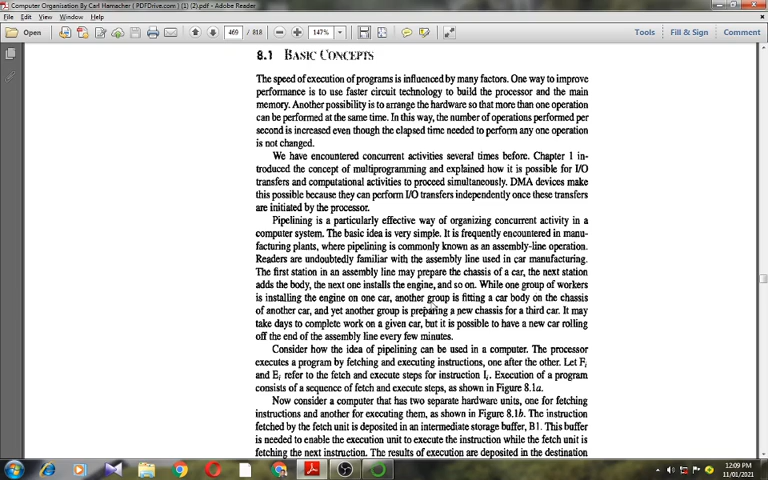 Computer Organisation By Carl Hamacher ( PDFDrive.com ) (1) (2).pdf - Adobe Reader
File Edit View Window Help
Open 469 / 818 147% Tools Fill & Sign Comment
8.1 BASIC CONCEPTS
The speed of execution of programs is influenced by many factors. One way to improve
performance is to use faster circuit technology to build the processor and the main
memory. Another possibility is to arrange the hardware so that more than one operation
can be performed at the same time. In this way, the number of operations performed per
second is increased even though the elapsed time needed to perform any one operation
is not changed.
We have encountered concurrent activities several times before. Chapter 1 in-
troduced the concept of multiprogramming and explained how it is possible for I/O
transfers and computational activities to proceed simultaneously. DMA devices make
this possible because they can perform I/O transfers independently once these transfers
are initiated by the processor.
Pipelining is a particularly effective way of organizing concurrent activity in a
computer system. The basic idea is very simple. It is frequently encountered in manu-
facturing plants, where pipelining is commonly known as an assembly-line operation.
Readers are undoubtedly familiar with the assembly line used in car manufacturing.
The first station in an assembly line may prepare the chassis of a car, the next station
adds the body, the next one installs the engine, and so on. While one group of workers
is installing the engine on one car, another group is fitting a car body on the chassis
of another car, and yet another group is preparing a new chassis for a third car. It may
take days to complete work on a given car, but it is possible to have a new car rolling
off the end of the assembly line every few minutes.
Consider how the idea of pipelining can be used in a computer. The processor
executes a program by fetching and executing instructions, one after the other. Let Fi
and Ei refer to the fetch and execute steps for instruction Ii. Execution of a program
consists of a sequence of fetch and execute steps, as shown in Figure 8.1a.
Now consider a computer that has two separate hardware units, one for fetching
instructions and another for executing them, as shown in Figure 8.1b. The instruction
fetched by the fetch unit is deposited in an intermediate storage buffer, B1. This buffer
is needed to enable the execution unit to execute the instruction while the fetch unit is
fetching the next instruction. The results of execution are deposited in the destination
12:09 PM
11/01/2021